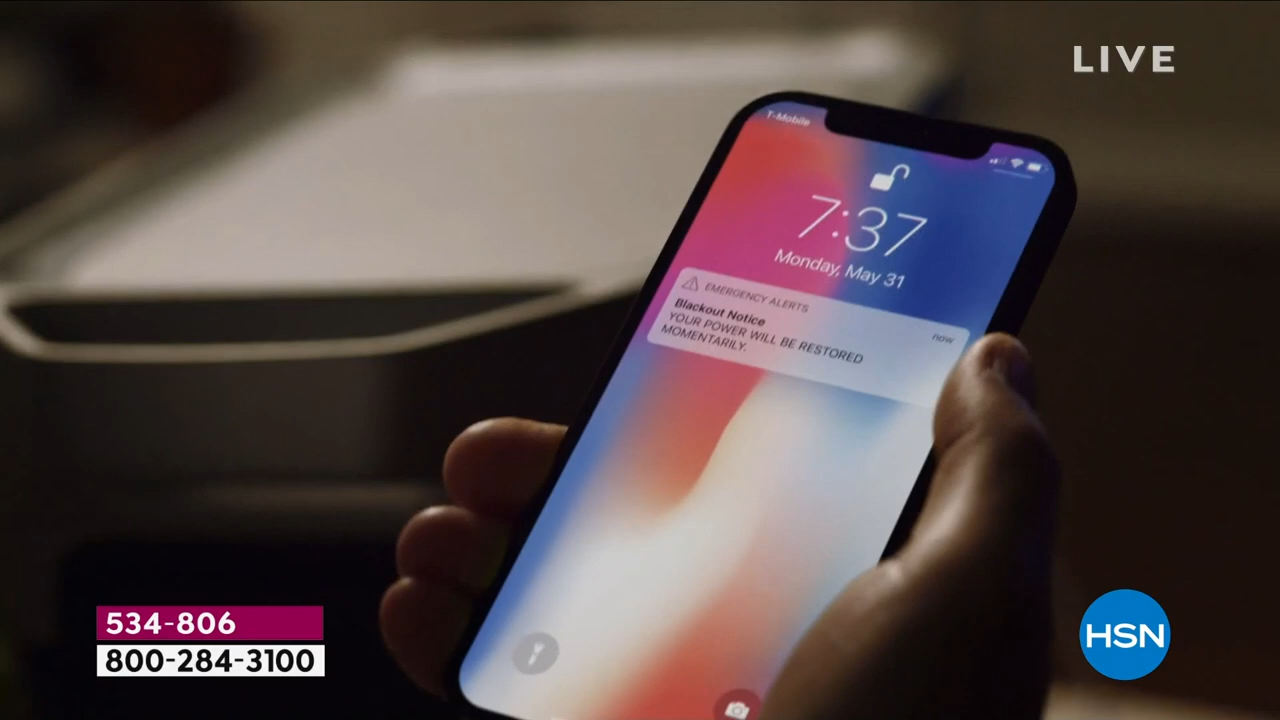 LIVE
T-Mobile
7:37
Monday, May 31
EMERGENCY ALERTS
now
Blackout Notice
YOUR POWER WILL BE RESTORED
MOMENTARILY.
534-806
800-284-3100
HSN